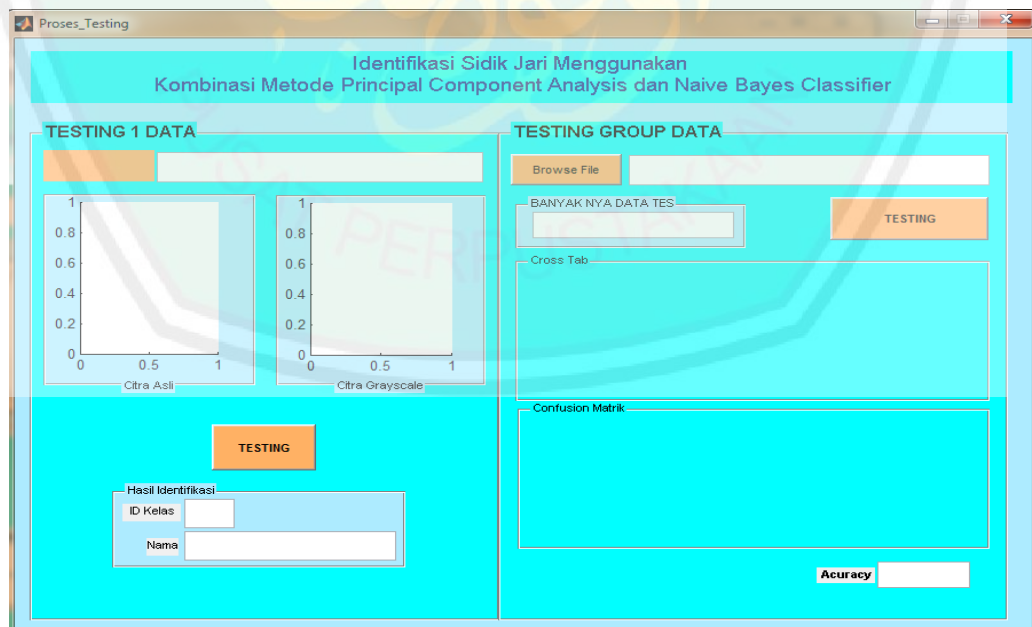 Proses_Testing
Identifikasi Sidik Jari Menggunakan
Kombinasi Metode Principal Component Analysis dan Naive Bayes Classifier
TESTING 1 DATA
1
0.8
0.6
0.4
0.2
0
0 0.5 1
Citra Asli
1
0.8
0.6
0.4
0.2
0
0 0.5 1
Citra Grayscale
TESTING
Hasil Identifikasi
ID Kelas
Nama
TESTING GROUP DATA
Browse File
BANYAK NYA DATA TES
TESTING
Cross Tab
Confusion Matrik
Acuracy
PUSAT PERPUSTAKAAN